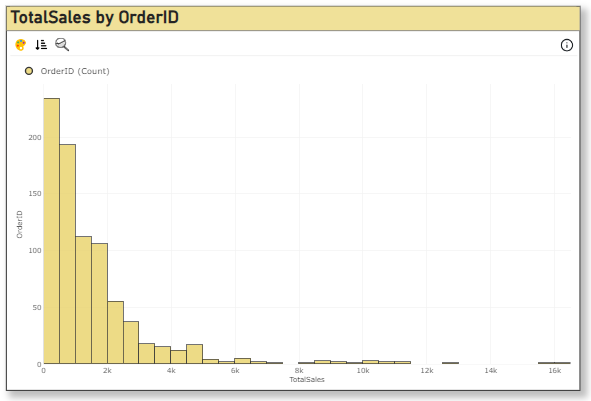 TotalSales by OrderID
OrderID (Count)
200
150
100
50
0
OrderID
0 2k 4k 6k 8k 10k 12k 14k 16k
TotalSales